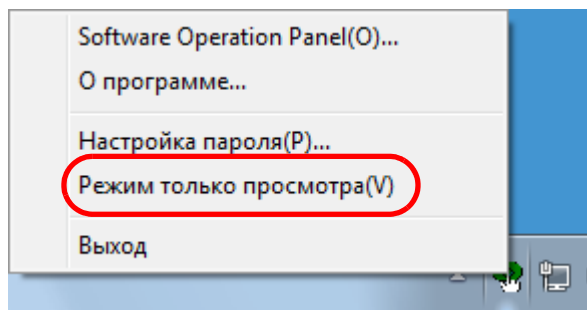 Software Operation Panel(O)...
О программе...
Настройка пароля(P)...
Режим только просмотра(V)
Выход